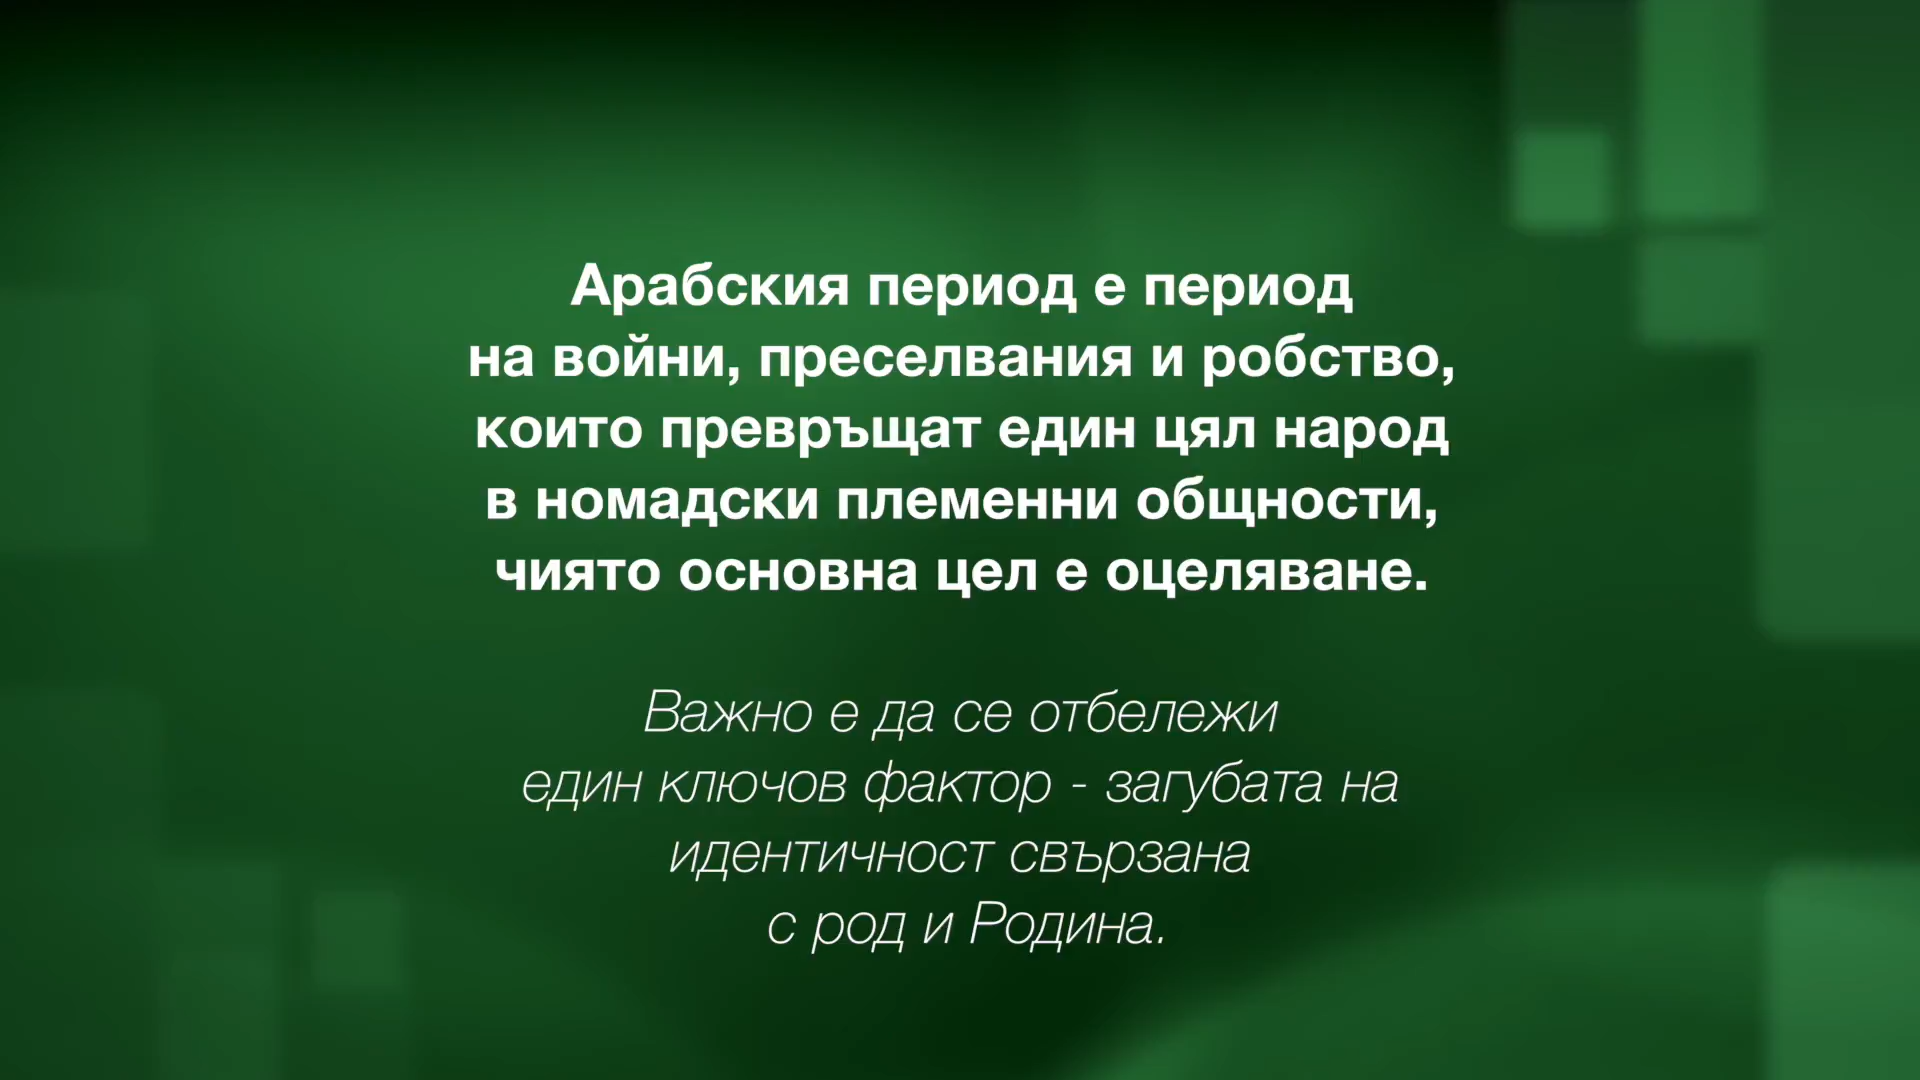 Арабския период е период
на войни, преселвания и робство,
които превръщат един цял народ
в номадски племенни общности,
чиято основна цел е оцеляване.
Важно е да се отбележи
един ключов фактор - загубата на
идентичност свързана
с род и Родина.